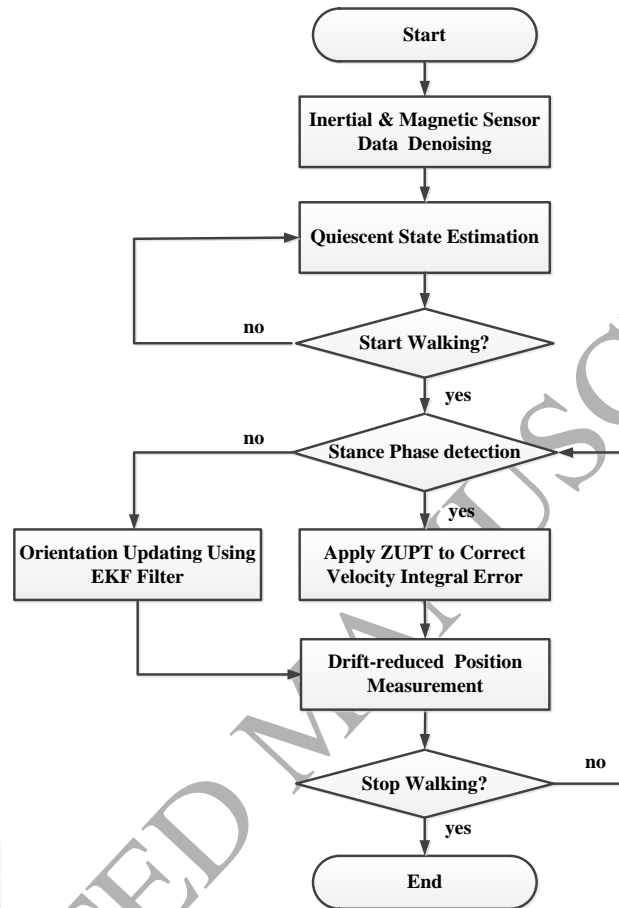 Start
Inertial & Magnetic Sensor
Data Denoising
Quiescent State Estimation
no
Start Walking?
yes
no
Stance Phase detection
yes
Orientation Updating Using
EKF Filter
Apply ZUPT to Correct
Velocity Integral Error
Drift-reduced Position
Measurement
no
Stop Walking?
yes
End